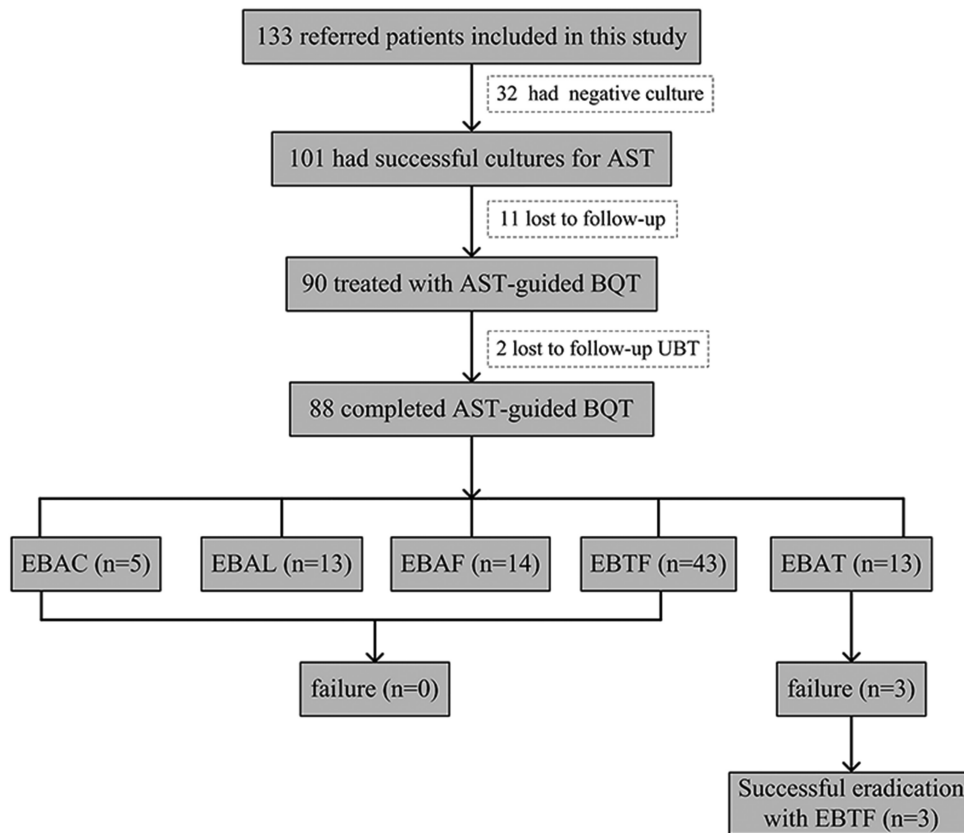 133 referred patients included in this study
32 had negative culture
101 had successful cultures for AST
11 lost to follow-up
90 treated with AST-guided BQT
2 lost to follow-up UBT
88 completed AST-guided BQT
EBAC (n=5)
EBAL (n=13)
EBAF (n=14)
EBTF (n=43)
EBAT (n=13)
failure (n=0)
failure (n=3)
Successful eradication
with EBTF (n=3)